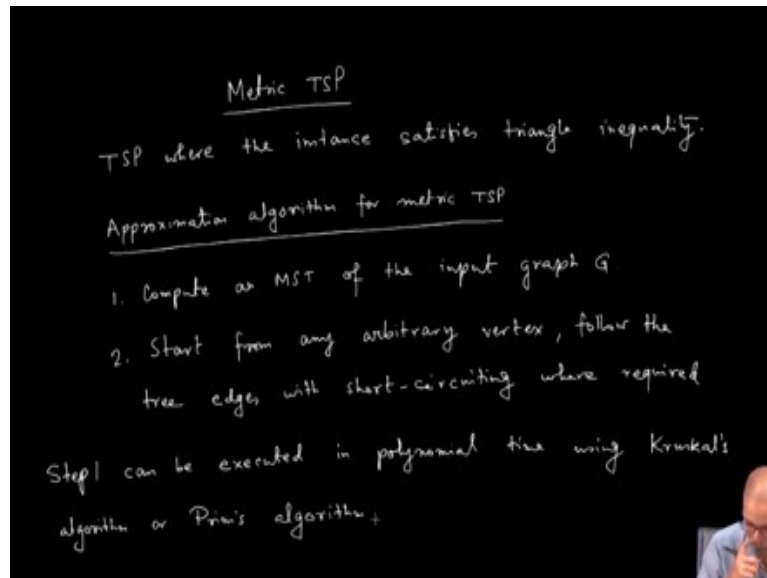 Metric TSP
TSP where the instance satisfies triangle inequality.
Approximation algorithm for metric TSP
1. Compute an MST of the input graph G.
2. Start from any arbitrary vertex, follow the
tree edges with short-circuiting where required
Step 1 can be executed in polynomial time using Kruskal's
algorithm or Prim's algorithm.